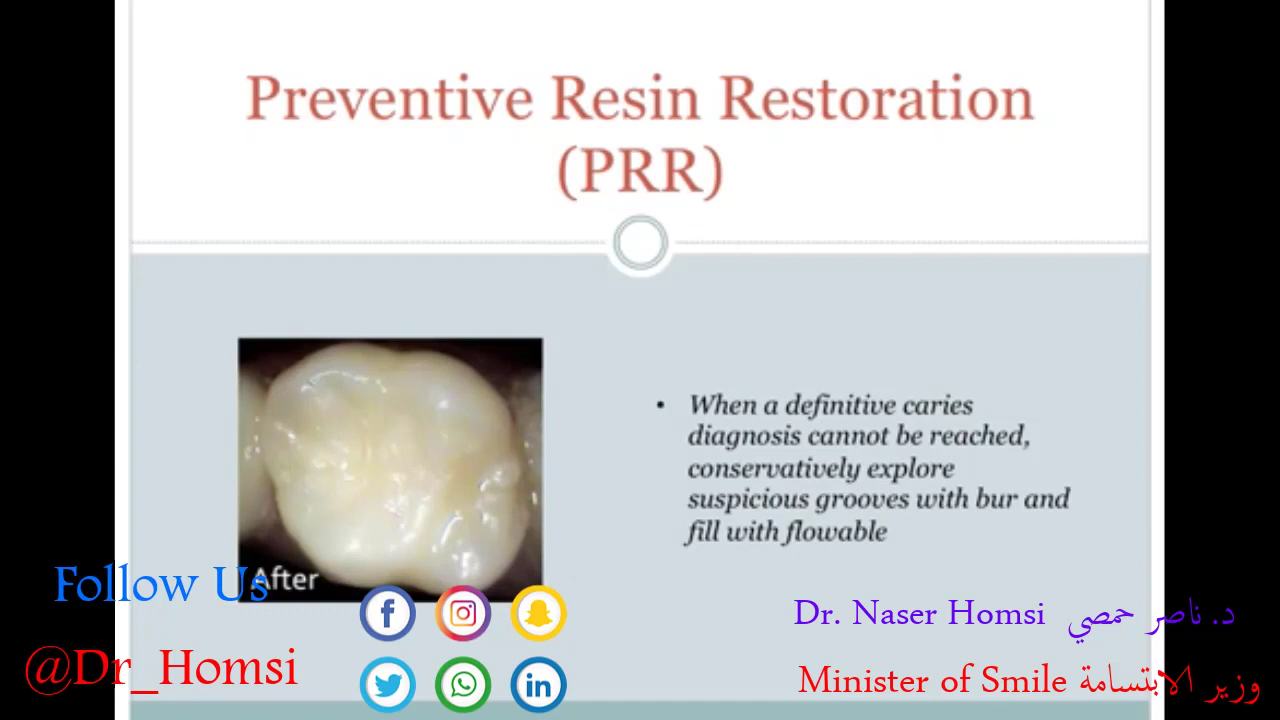 Preventive Resin Restoration
(PRR)
• When a definitive caries
diagnosis cannot be reached,
conservatively explore
suspicious grooves with bur and
fill with flowable
After
Follow Us
@Dr_Homsi
Dr. Naser Homsi د. ناصر حمصي
Minister of Smile وزير الابتسامة